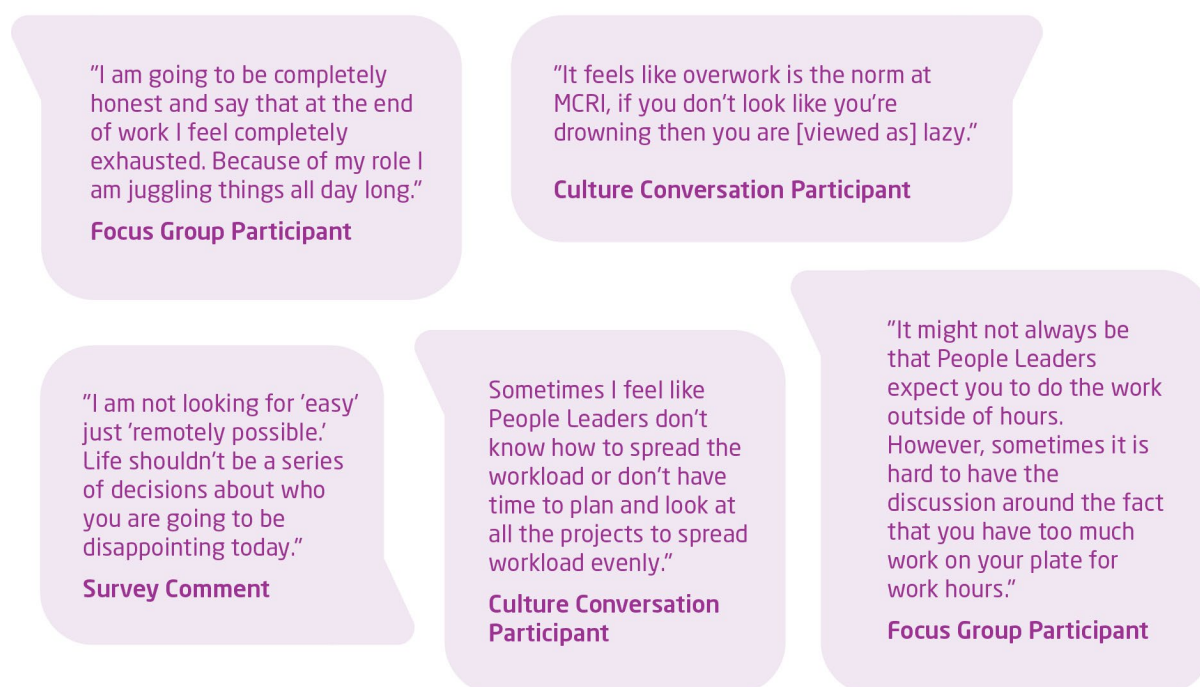 "I am going to be completely
honest and say that at the end
of work I feel completely
exhausted. Because of my role I
am juggling things all day long."
Focus Group Participant
"It feels like overwork is the norm at
MCRI, if you don't look like you're
drowning then you are [viewed as] lazy."
Culture Conversation Participant
"I am not looking for 'easy'
just 'remotely possible.'
Life shouldn't be a series
of decisions about who
you are going to be
disappointing today."
Survey Comment
Sometimes I feel like
People Leaders don't
know how to spread the
workload or don't have
time to plan and look at
all the projects to spread
workload evenly."
Culture Conversation
Participant
"It might not always be
that People Leaders
expect you to do the work
outside of hours.
However, sometimes it is
hard to have the
discussion around the fact
that you have too much
work on your plate for
work hours."
Focus Group Participant